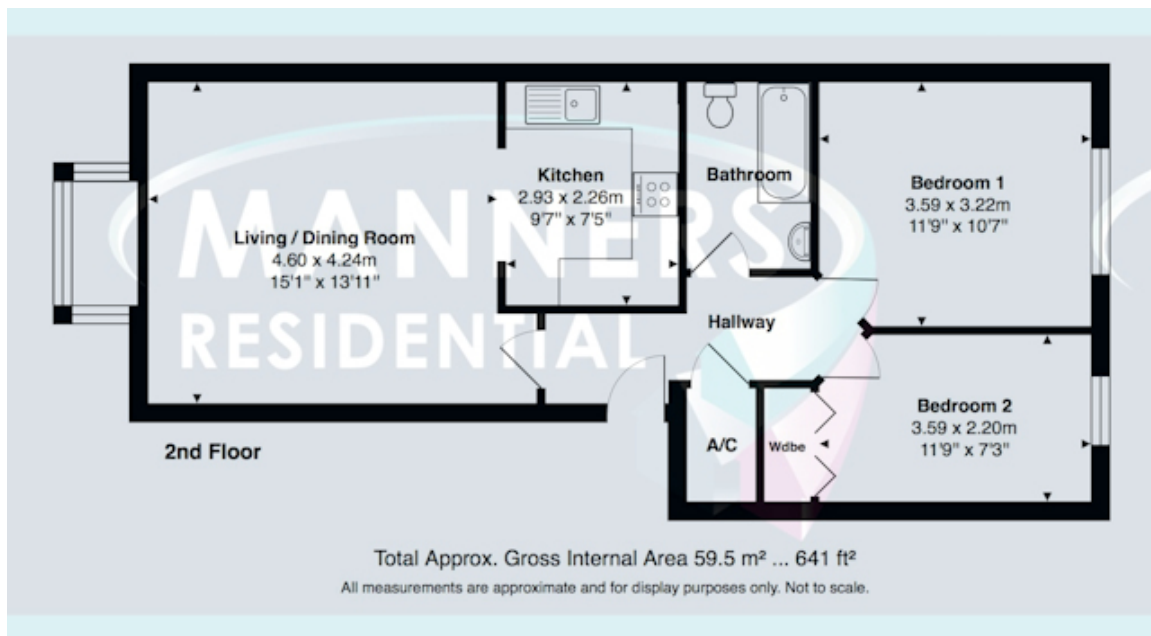 MANNERS
RESIDENTIAL
Living / Dining Room
4.60 x 4.24m
15'1" x 13'11"
Kitchen
2.93 x 2.26m
9'7" x 7'5"
Bathroom
Bedroom 1
3.59 x 3.22m
11'9" x 10'7"
Hallway
Bedroom 2
3.59 x 2.20m
11'9" x 7'3"
A/C
Wdbe
2nd Floor
Total Approx. Gross Internal Area 59.5 m² ... 641 ft²
All measurements are approximate and for display purposes only. Not to scale.